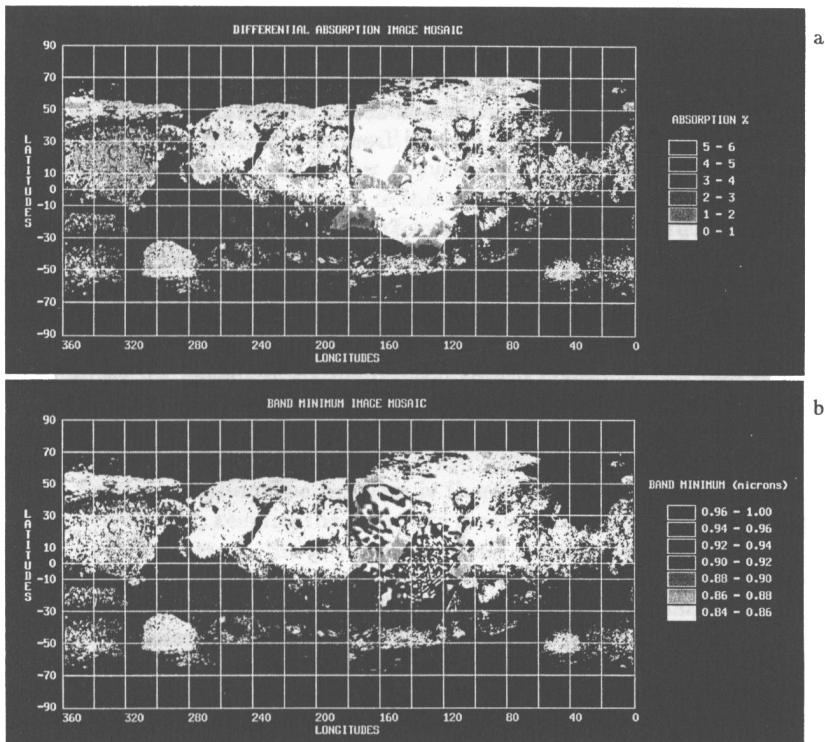 a
DIFFERENTIAL ABSORPTION IMAGE MOSAIC
90
70
50
30
10
0
-10
-30
-50
-70
-90
LATITUDES
360 320 280 240 200 160 120 80 40 0
LONGITUDES
ABSORPTION %
5 - 6
4 - 5
3 - 4
2 - 3
1 - 2
0 - 1
b
BAND MINIMUM IMAGE MOSAIC
90
70
50
30
10
0
-10
-30
-50
-70
-90
LATITUDES
360 320 280 240 200 160 120 80 40 0
LONGITUDES
BAND MINIMUM (nicrons)
0.96 - 1.00
0.94 - 0.96
0.92 - 0.94
0.90 - 0.92
0.88 - 0.90
0.86 - 0.88
0.84 - 0.86